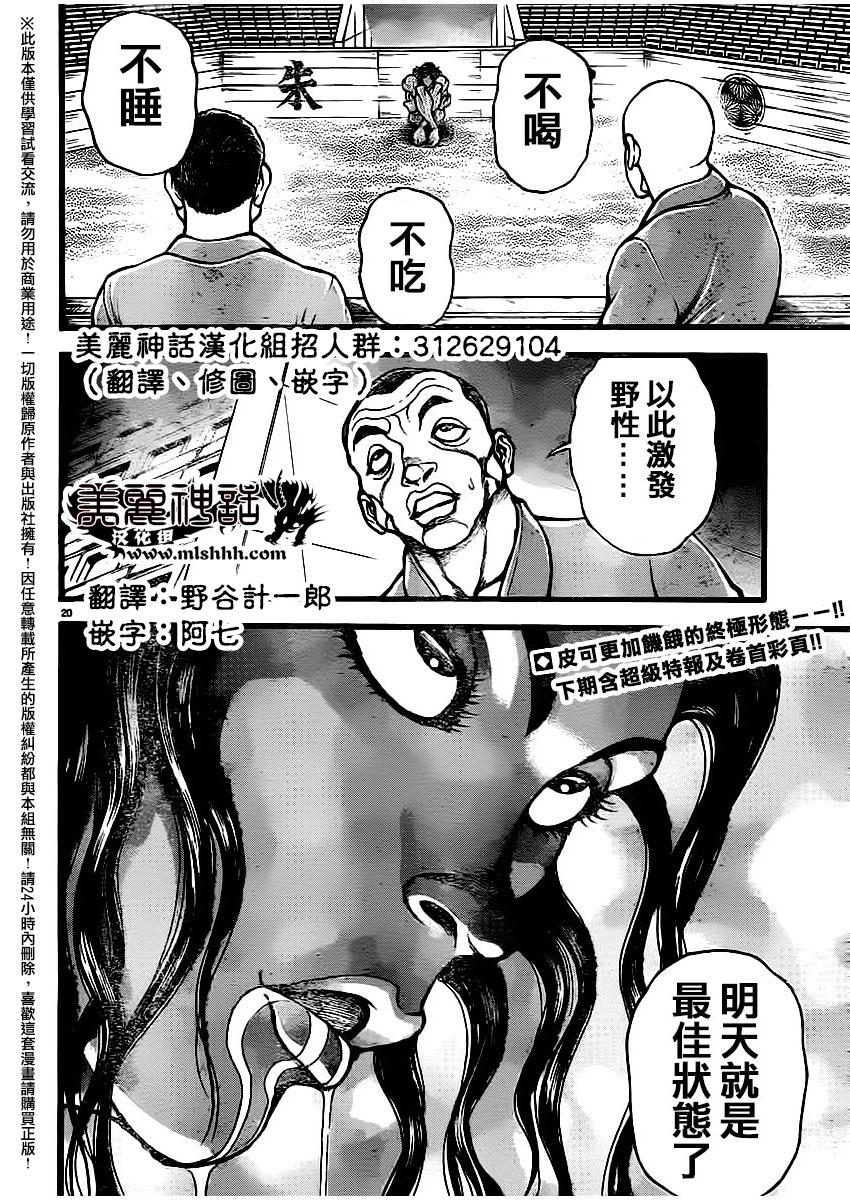 不喝
不吃
不睡
朱
美麗神話漢化組招人群：312629104
（翻譯、修圖、嵌字）
以此激發
野性……
美麗神話
汉化组
www.mlshhh.com
翻譯：野谷計一郎
嵌字：阿七
20
皮可更加饑餓的終極形態——!!
下期含超級特報及卷首彩頁!!
明天就是
最佳狀態了
※此版本僅供學習試看交流，請勿用於商業用途！一切版權歸原作者與出版社擁有！因任意轉載所產生的版權糾紛都與本組無關！請24小時內刪除，喜歡這套漫畫請購買正版！